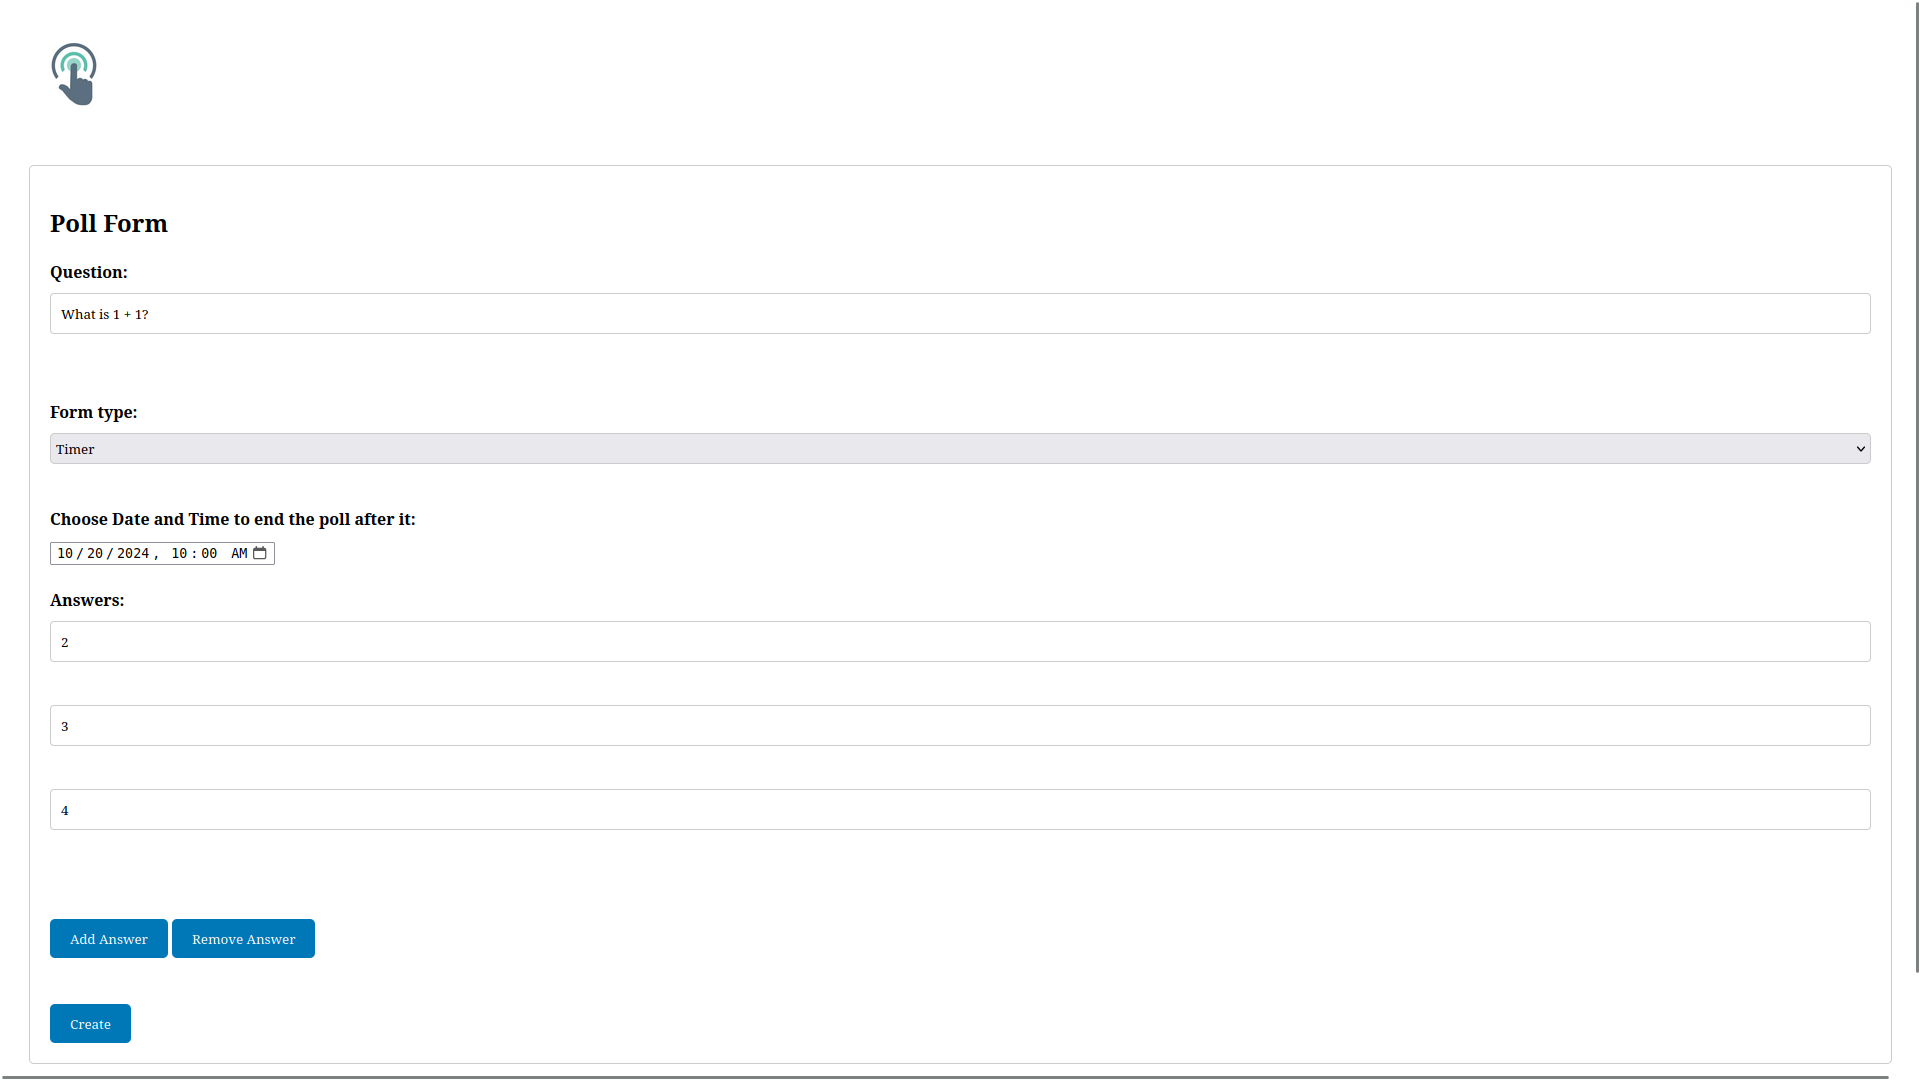 Poll Form
Question:
What is 1 + 1?
Form type:
Timer
Choose Date and Time to end the poll after it:
10/20/2024, 10:00 AM
Answers:
2
3
4
Add Answer Remove Answer
Create